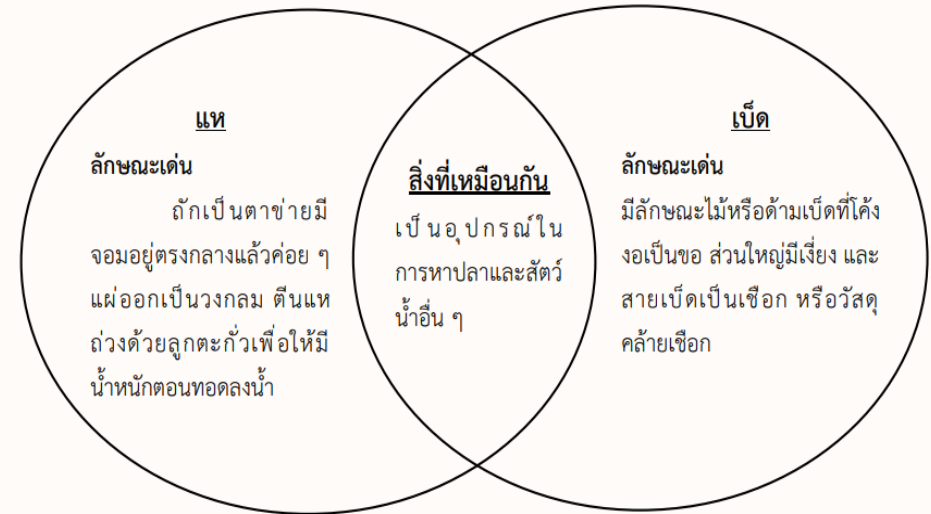 แห
ลักษณะเด่น
ถักเป็นตาข่ายมี
จอมอยู่ตรงกลางแล้วค่อย ๆ
แผ่ออกเป็นวงกลม ตีนแห
ถ่วงด้วยลูกตะกั่วเพื่อให้มี
น้ำหนักตอนทอดลงน้ำ
สิ่งที่เหมือนกัน
เป็นอุปกรณ์ใน
การหาปลาและสัตว์
น้ำอื่น ๆ
เบ็ด
ลักษณะเด่น
มีลักษณะไม้หรือด้ามเบ็ดที่โค้ง
งอเป็นขอ ส่วนใหญ่มีเงี่ยง และ
สายเบ็ดเป็นเชือก หรือวัสดุ
คล้ายเชือก